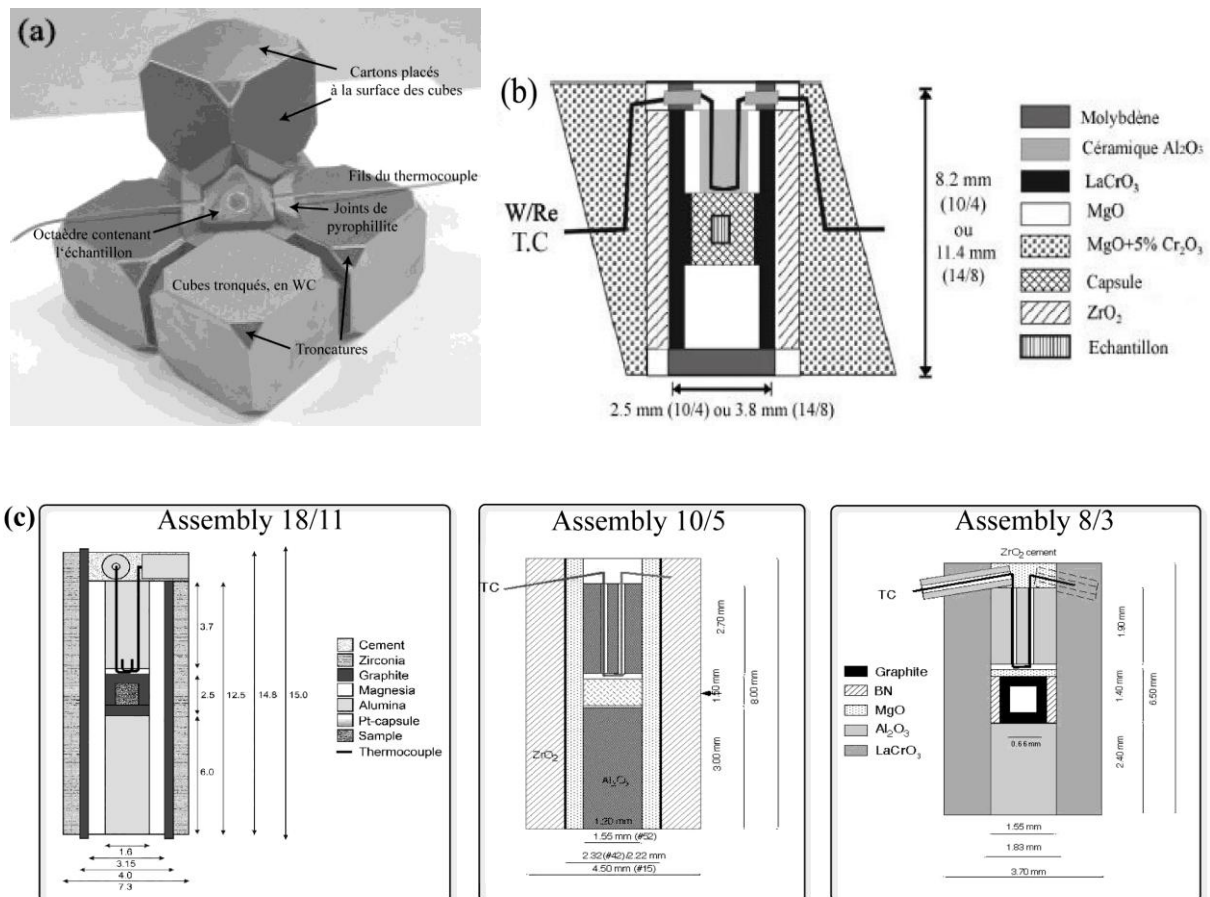 (a)
Cartons placés
à la surface des cubes
Fils du thermocouple
Joints de
pyrophillite
Octaèdre contenant
l'échantillon
Cubes tronqués, en WC
Troncatures
(b)
W/Re
T.C
8.2 mm
(10/4)
ou
11.4 mm
(14/8)
2.5 mm (10/4) ou 3.8 mm (14/8)
Molybdène
Céramique Al2O3
LaCrO3
MgO
MgO+5% Cr2O3
Capsule
ZrO2
Echantillon
(c)
Assembly 18/11
3.7
2.5
12.5
14.8
15.0
6.0
1.6
3.15
4.0
7.3
Cement
Zirconia
Graphite
Magnesia
Alumina
Pt-capsule
Sample
Thermocouple
Assembly 10/5
TC
2.70 mm
8.00 mm
3.00 mm
ZrO2
Al2O3
1.20 mm
1.55 mm (#52)
2.32(#42)/2.22 mm
4.50 mm (#15)
Assembly 8/3
ZrO2 cement
TC
Graphite
BN
MgO
Al2O3
LaCrO3
1.90 mm
1.40 mm
6.50 mm
2.40 mm
0.66 mm
1.55 mm
1.83 mm
3.70 mm